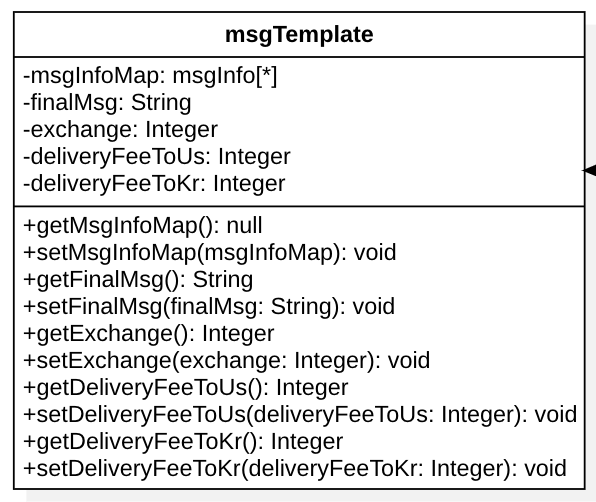 msgTemplate
-msgInfoMap: msgInfo[*]
-finalMsg: String
-exchange: Integer
-deliveryFeeToUs: Integer
-deliveryFeeToKr: Integer
+getMsgInfoMap(): null
+setMsgInfoMap(msgInfoMap): void
+getFinalMsg(): String
+setFinalMsg(finalMsg: String): void
+getExchange(): Integer
+setExchange(exchange: Integer): void
+getDeliveryFeeToUs(): Integer
+setDeliveryFeeToUs(deliveryFeeToUs: Integer): void
+getDeliveryFeeToKr(): Integer
+setDeliveryFeeToKr(deliveryFeeToKr: Integer): void